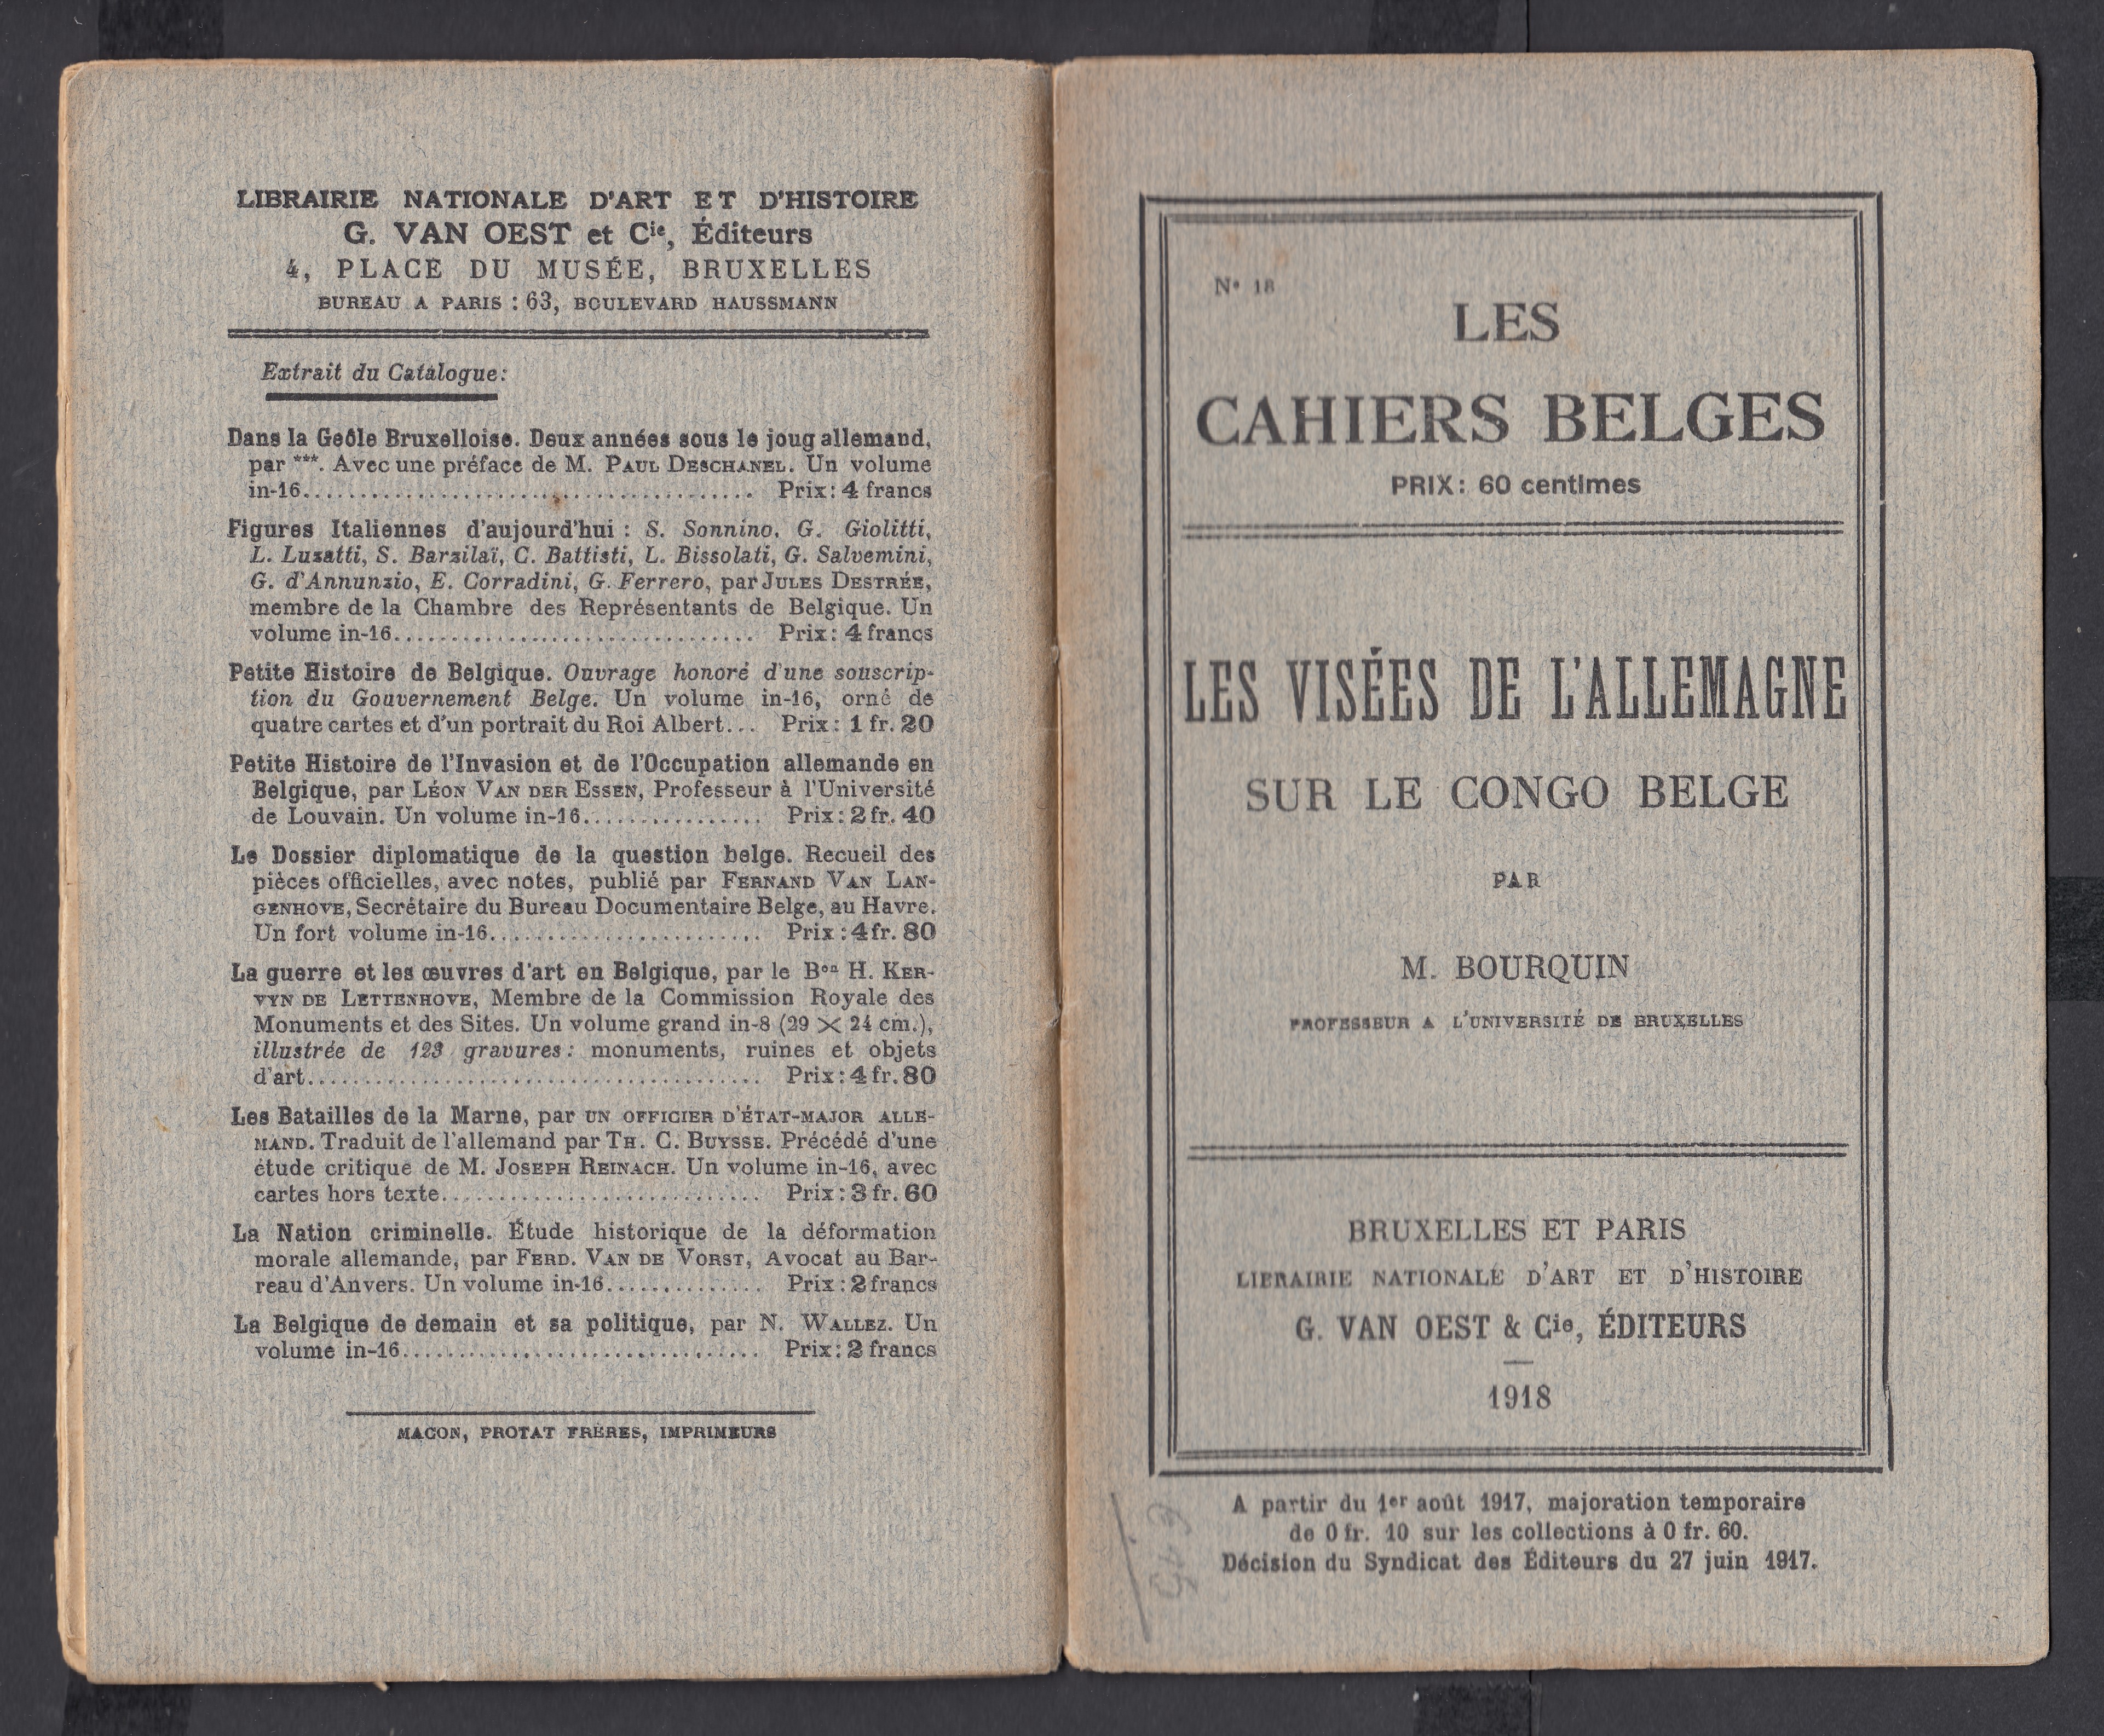 LIBRAIRIE NATIONALE D'ART ET D'HISTOIRE
G. VAN OEST et Cie, Éditeurs
4, PLACE DU MUSÉE, BRUXELLES
BUREAU A PARIS : 63, BOULEVARD HAUSSMANN
Extrait du Catalogue:
Dans la Geôle Bruxelloise. Deux années sous le joug allemand,
par ***. Avec une préface de M. PAUL DESCHANEL. Un volume
in-16........................................ Prix: 4 francs
Figures Italiennes d'aujourd'hui : S. Sonnino, G. Giolitti,
L. Luzatti, S. Barzilaï, C. Battisti, L. Bissolati, G. Salvemini,
G. d'Annunzio, E. Corradini, G. Ferrero, par JULES DESTRÉE,
membre de la Chambre des Représentants de Belgique. Un
volume in-16................................ Prix: 4 francs
Petite Histoire de Belgique. Ouvrage honoré d'une souscrip-
tion du Gouvernement Belge. Un volume in-16, orné de
quatre cartes et d'un portrait du Roi Albert... Prix: 1 fr. 20
Petite Histoire de l'Invasion et de l'Occupation allemande en
Belgique, par LÉON VAN DER ESSEN, Professeur à l'Université
de Louvain. Un volume in-16................ Prix: 2 fr. 40
Le Dossier diplomatique de la question belge. Recueil des
pièces officielles, avec notes, publié par FERNAND VAN LAN-
GENHOVE, Secrétaire du Bureau Documentaire Belge, au Havre.
Un fort volume in-16........................ Prix: 4 fr. 80
La guerre et les œuvres d'art en Belgique, par le Bon H. KER-
VYN DE LETTENHOVE, Membre de la Commission Royale des
Monuments et des Sites. Un volume grand in-8 (29 × 24 cm.),
illustrée de 123 gravures: monuments, ruines et objets
d'art........................................ Prix: 4 fr. 80
Les Batailles de la Marne, par UN OFFICIER D'ÉTAT-MAJOR ALLE-
MAND. Traduit de l'allemand par TH. C. BUYSSE. Précédé d'une
étude critique de M. JOSEPH REINACH. Un volume in-16, avec
cartes hors texte............................ Prix: 3 fr. 60
La Nation criminelle. Étude historique de la déformation
morale allemande, par FERD. VAN DE VORST, Avocat au Bar-
reau d'Anvers. Un volume in-16.............. Prix: 2 francs
La Belgique de demain et sa politique, par N. WALLEZ. Un
volume in-16................................ Prix: 2 francs
MACON, PROTAT FRÈRES, IMPRIMEURS
No 18
LES
CAHIERS BELGES
PRIX: 60 centimes
LES VISÉES DE L'ALLEMAGNE
SUR LE CONGO BELGE
PAR
M. BOURQUIN
PROFESSEUR A L'UNIVERSITÉ DE BRUXELLES
BRUXELLES ET PARIS
LIBRAIRIE NATIONALE D'ART ET D'HISTOIRE
G. VAN OEST & Cie, ÉDITEURS
1918
A partir du 1er août 1917, majoration temporaire
de 0 fr. 10 sur les collections à 0 fr. 60.
Décision du Syndicat des Éditeurs du 27 juin 1917.